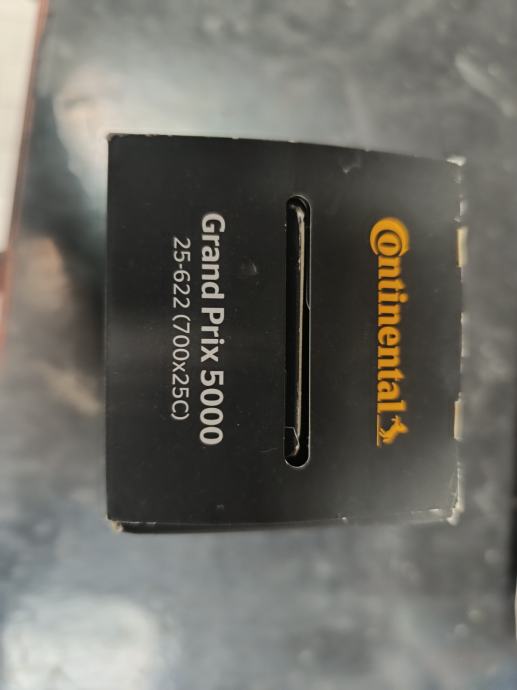 Continental
Grand Prix 5000
25-622 (700x25C)